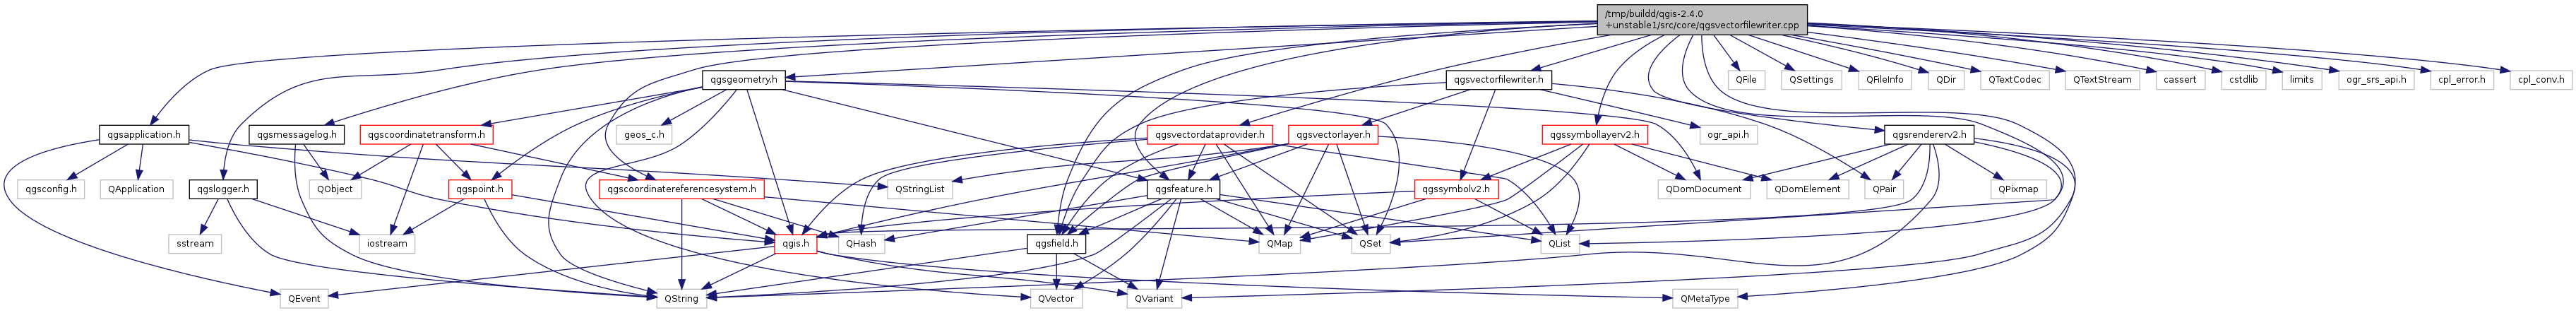 /tmp/buildd/qgis-2.4.0
+unstable1/src/core/qgsvectorfilewriter.cpp
qgsgeometry.h
qgsvectorfilewriter.h
QFile
QSettings
QFileInfo
QDir
QTextCodec
QTextStream
cassert
cstdlib
limits
ogr_srs_api.h
cpl_error.h
cpl_conv.h
qgsapplication.h
qgsmessagelog.h
qgscoordinatetransform.h
geos_c.h
qgsvectordataprovider.h
qgsvectorlayer.h
qgssymbollayerv2.h
ogr_api.h
qgsrendererv2.h
qgsconfig.h
QApplication
qgslogger.h
QObject
qgspoint.h
qgscoordinatereferencesystem.h
QStringList
qgsfeature.h
qgssymbolv2.h
QDomDocument
QDomElement
QPair
QPixmap
sstream
iostream
qgis.h
QHash
qgsfield.h
QMap
QSet
QList
QEvent
QString
QVector
QVariant
QMetaType